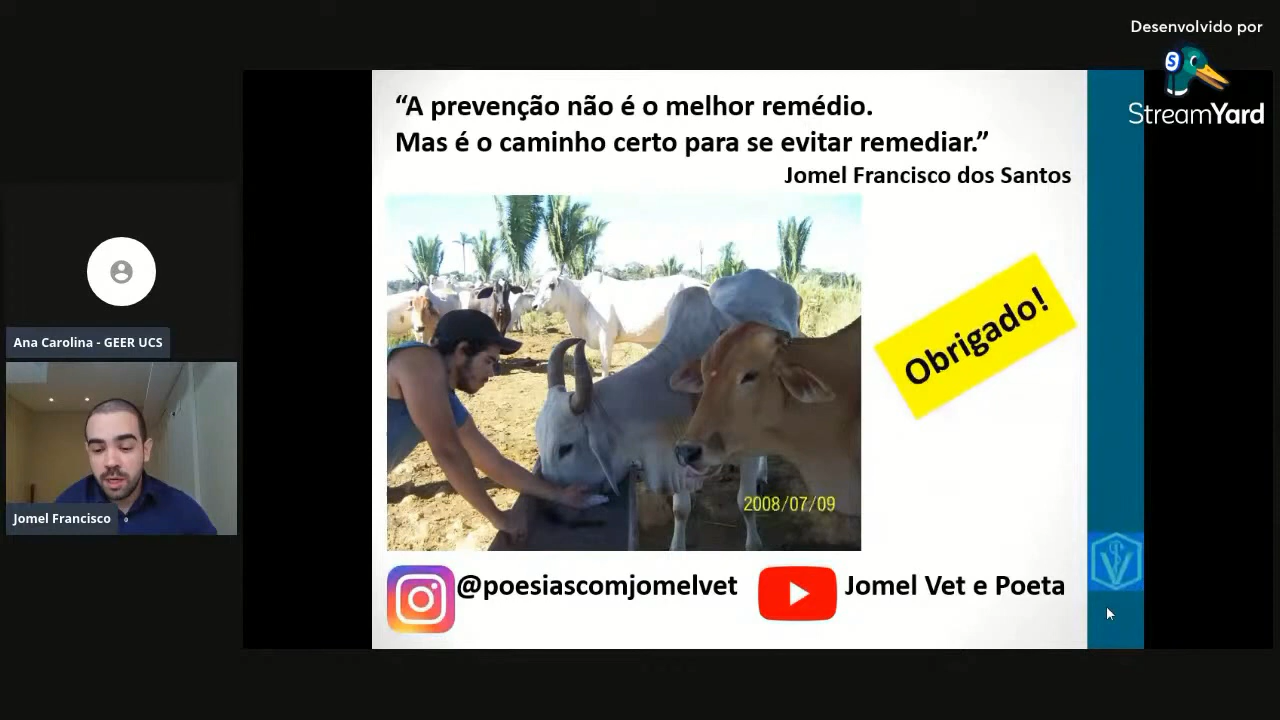 Desenvolvido por
StreamYard
“A prevenção não é o melhor remédio.
Mas é o caminho certo para se evitar remediar.”
Jomel Francisco dos Santos
Obrigado!
2008/07/09
Ana Carolina - GEER UCS
Jomel Francisco
@poesiascomjomelvet
Jomel Vet e Poeta